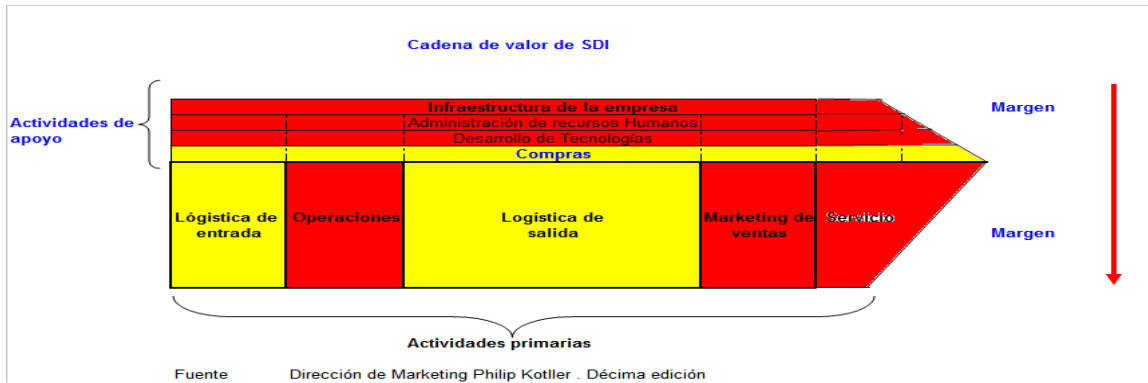 Cadena de valor de SDI
Infraestructura de la empresa
Margen
Administración de recursos Humanos
Actividades de
apoyo
Desarrollo de Tecnologías
Compras
Lógistica de
entrada
Operaciones
Logística de
salida
Marketing de
ventas
Servicio
Margen
Actividades primarias
Fuente Dirección de Marketing Philip Kotller . Décima edición